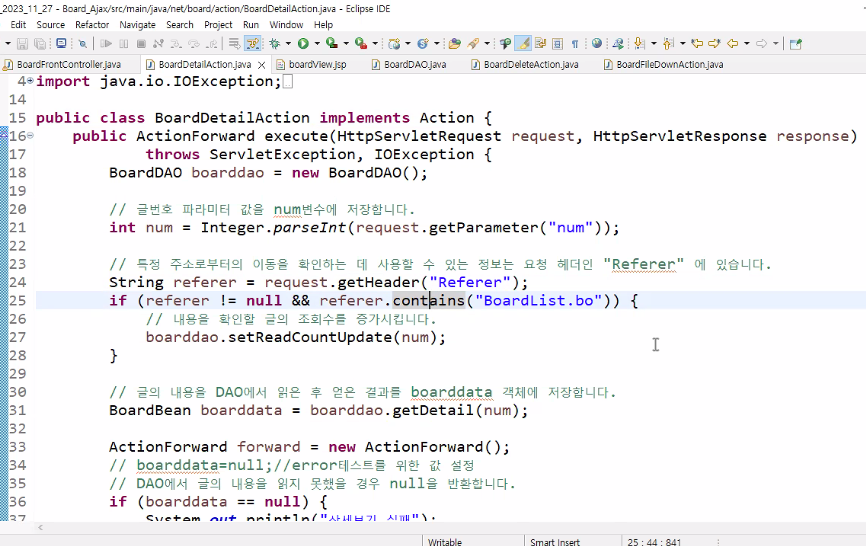 2023_11_27 - Board_Ajax/src/main/java/net/board/action/BoardDetailAction.java - Eclipse IDE
Edit Source Refactor Navigate Search Project Run Window Help
BoardFrontController.java BoardDetailAction.java boardView.jsp BoardDAO.java BoardDeleteAction.java BoardFileDownAction.java
4 import java.io.IOException;
14
15 public class BoardDetailAction implements Action {
16 public ActionForward execute(HttpServletRequest request, HttpServletResponse response)
17 throws ServletException, IOException {
18 BoardDAO boarddao = new BoardDAO();
19
20 // 글번호 파라미터 값을 num변수에 저장합니다.
21 int num = Integer.parseInt(request.getParameter("num"));
22
23 // 특정 주소로부터의 이동을 확인하는 데 사용할 수 있는 정보는 요청 헤더인 "Referer" 에 있습니다.
24 String referer = request.getHeader("Referer");
25 if (referer != null && referer.contains("BoardList.bo")) {
26 // 내용을 확인할 글의 조회수를 증가시킵니다.
27 boarddao.setReadCountUpdate(num);
28 }
29
30 // 글의 내용을 DAO에서 읽은 후 얻은 결과를 boarddata 객체에 저장합니다.
31 BoardBean boarddata = boarddao.getDetail(num);
32
33 ActionForward forward = new ActionForward();
34 // boarddata=null;//error테스트를 위한 값 설정
35 // DAO에서 글의 내용을 읽지 못했을 경우 null을 반환합니다.
36 if (boarddata == null) {
37 System.out.println("상세보기 실패");
Writable Smart Insert 25 : 44 : 841